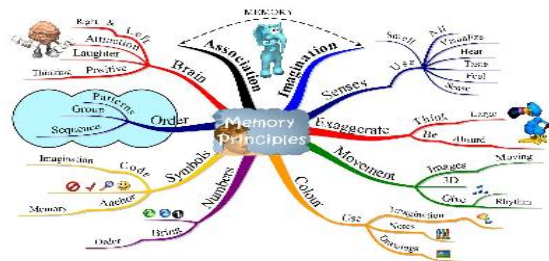 MEMORY
Memory
Principles
Association
Imagination
Senses
Use
All
Smell
Visualize
Hear
Taste
Feel
Exaggerate
Think
Large
Be
Absurd
Movement
Images
Moving
3D
Give
Rhythm
Colour
Use
Imagination
Notes
Drawings
Numbers
Bring
Order
Symbols
Code
Imagination
Anchor
Memory
Order
Patterns
Group
Sequence
Brain
Right & Left
Attraction
Laughter
Positive
Thinking